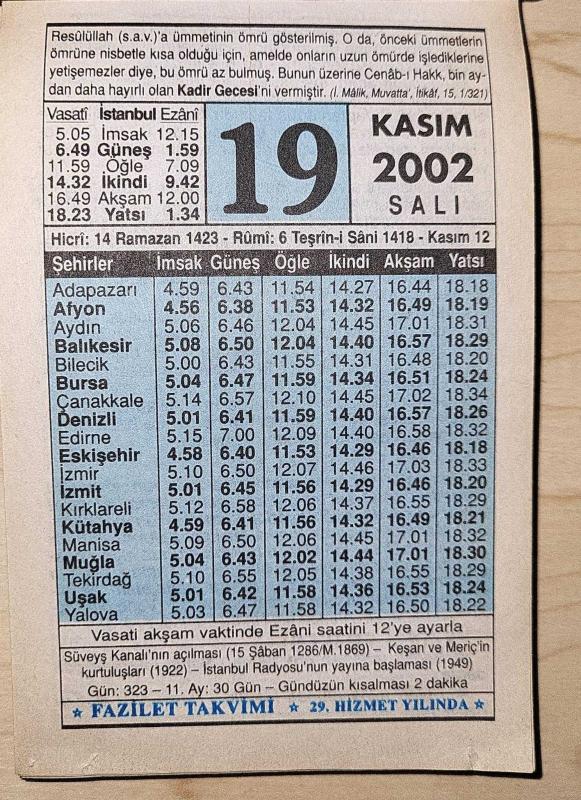 Resûlüllah (s.a.v.)'a ümmetinin ömrü gösterilmiş. O da, önceki ümmetlerin
ömrüne nisbetle kısa olduğu için, amelde onların uzun ömürde işlediklerine
yetişemezler diye, bu ömrü az bulmuş. Bunun üzerine Cenâb-ı Hakk, bin ay-
dan daha hayırlı olan Kadir Gecesi'ni vermiştir. (İ. Mâlik, Muvatta', İtikâf, 15, 1/321)
Vasatî İstanbul Ezânî
5.05 İmsak 12.15
6.49 Güneş 1.59
11.59 Öğle 7.09
14.32 İkindi 9.42
16.49 Akşam 12.00
18.23 Yatsı 1.34
19
KASIM
2002
SALI
Hicrî: 14 Ramazan 1423 - Rûmî: 6 Teşrîn-i Sâni 1418 - Kasım 12
Şehirler İmsak Güneş Öğle İkindi Akşam Yatsı
Adapazarı 4.59 6.43 11.54 14.27 16.44 18.18
Afyon 4.56 6.38 11.53 14.32 16.49 18.19
Aydın 5.06 6.46 12.04 14.45 17.01 18.31
Balıkesir 5.08 6.50 12.04 14.40 16.57 18.29
Bilecik 5.00 6.43 11.55 14.31 16.48 18.20
Bursa 5.04 6.47 11.59 14.34 16.51 18.24
Çanakkale 5.14 6.57 12.10 14.45 17.02 18.34
Denizli 5.01 6.41 11.59 14.40 16.57 18.26
Edirne 5.15 7.00 12.09 14.40 16.58 18.32
Eskişehir 4.58 6.40 11.53 14.29 16.46 18.18
İzmir 5.10 6.50 12.07 14.46 17.03 18.33
İzmit 5.01 6.45 11.56 14.29 16.46 18.20
Kırklareli 5.12 6.58 12.06 14.37 16.55 18.29
Kütahya 4.59 6.41 11.56 14.32 16.49 18.21
Manisa 5.09 6.50 12.06 14.45 17.01 18.32
Muğla 5.04 6.43 12.02 14.44 17.01 18.30
Tekirdağ 5.10 6.55 12.05 14.38 16.55 18.29
Uşak 5.01 6.42 11.58 14.36 16.53 18.24
Yalova 5.03 6.47 11.58 14.32 16.50 18.22
Vasati akşam vaktinde Ezâni saatini 12'ye ayarla
Süveyş Kanalı'nın açılması (15 Şâban 1286/M.1869) – Keşan ve Meriç'in
kurtuluşları (1922) – İstanbul Radyosu'nun yayına başlaması (1949)
Gün: 323 – 11. Ay: 30 Gün – Gündüzün kısalması 2 dakika
★ FAZİLET TAKVİMİ ★ 29. HİZMET YILINDA ★